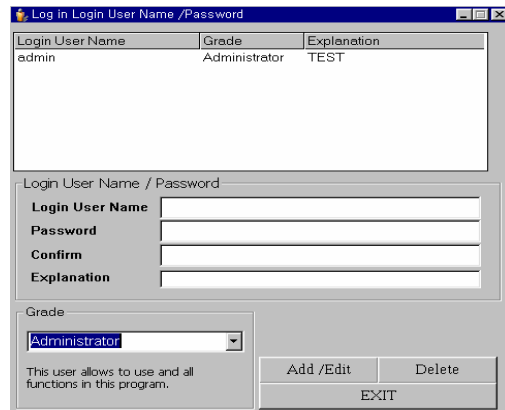 Log in Login User Name /Password
Login User Name Grade Explanation
admin Administrator TEST
Login User Name / Password
Login User Name
Password
Confirm
Explanation
Grade
Administrator
This user allows to use and all
functions in this program.
Add /Edit Delete
EXIT